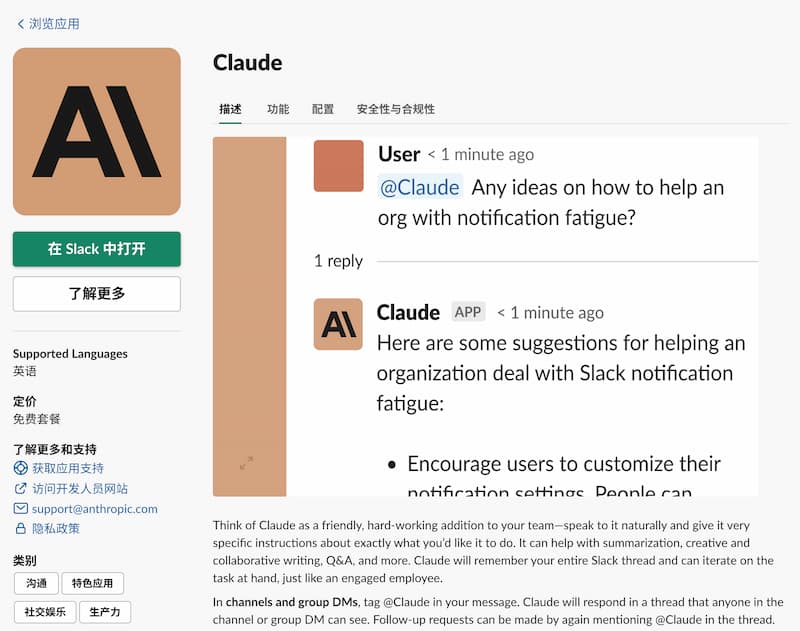 浏览应用
Claude
描述 功能 配置 安全性与合规性
User < 1 minute ago
@Claude Any ideas on how to help an
org with notification fatigue?
1 reply
Claude APP < 1 minute ago
Here are some suggestions for helping an
organization deal with Slack notification
fatigue:
• Encourage users to customize their
notification settings. People can
AI
在 Slack 中打开
了解更多
Supported Languages
英语
定价
免费套餐
了解更多和支持
获取应用支持
访问开发人员网站
support@anthropic.com
隐私政策
类别
沟通 特色应用
社交娱乐 生产力
Think of Claude as a friendly, hard-working addition to your team—speak to it naturally and give it very
specific instructions about exactly what you'd like it to do. It can help with summarization, creative and
collaborative writing, Q&A, and more. Claude will remember your entire Slack thread and can iterate on the
task at hand, just like an engaged employee.
In channels and group DMs, tag @Claude in your message. Claude will respond in a thread that anyone in the
channel or group DM can see. Follow-up requests can be made by again mentioning @Claude in the thread.